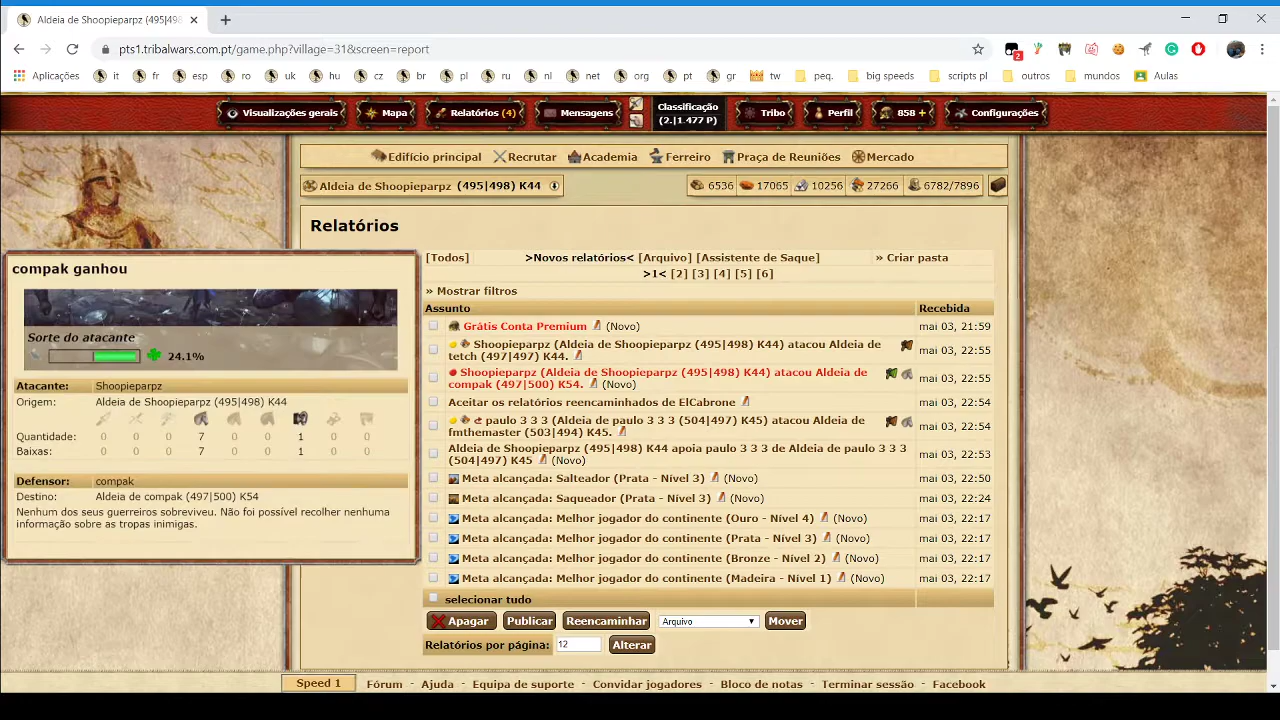 Aldeia de Shoopieparpz (495|498)
pts1.tribalwars.com.pt/game.php?village=31&screen=report
2
Aplicações it fr esp ro uk hu cz br pl ru nl net org pt gr tw peq. big speeds scripts pl outros mundos Aulas
Visualizações gerais Mapa Relatórios (4) Mensagens Classificação (2.|1.477 P) Tribo Perfil 858 + Configurações
Edifício principal Recrutar Academia Ferreiro Praça de Reuniões Mercado
Aldeia de Shoopieparpz (495|498) K44 6536 17065 10256 27266 6782/7896
Relatórios
[Todos] >Novos relatórios< [Arquivo] [Assistente de Saque] » Criar pasta
>1< [2] [3] [4] [5] [6]
» Mostrar filtros
Assunto Recebida
Grátis Conta Premium (Novo) mai 03, 21:59
Shoopieparpz (Aldeia de Shoopieparpz (495|498) K44) atacou Aldeia de
tetch (497|497) K44. mai 03, 22:55
Shoopieparpz (Aldeia de Shoopieparpz (495|498) K44) atacou Aldeia de
compak (497|500) K54. (Novo) mai 03, 22:55
Aceitar os relatórios reencaminhados de ElCabrone mai 03, 22:54
paulo 3 3 3 (Aldeia de paulo 3 3 3 (504|497) K45) atacou Aldeia de
fmthemaster (503|494) K45. mai 03, 22:54
Aldeia de Shoopieparpz (495|498) K44 apoia paulo 3 3 3 de Aldeia de paulo 3 3 3
(504|497) K45 (Novo) mai 03, 22:53
Meta alcançada: Salteador (Prata - Nível 3) (Novo) mai 03, 22:50
Meta alcançada: Saqueador (Prata - Nível 3) (Novo) mai 03, 22:24
Meta alcançada: Melhor jogador do continente (Ouro - Nível 4) (Novo) mai 03, 22:17
Meta alcançada: Melhor jogador do continente (Prata - Nível 3) (Novo) mai 03, 22:17
Meta alcançada: Melhor jogador do continente (Bronze - Nível 2) (Novo) mai 03, 22:17
Meta alcançada: Melhor jogador do continente (Madeira - Nível 1) (Novo) mai 03, 22:17
selecionar tudo
Apagar Publicar Reencaminhar Arquivo Mover
Relatórios por página: 12 Alterar
compak ganhou
Sorte do atacante
24.1%
Atacante: Shoopieparpz
Origem: Aldeia de Shoopieparpz (495|498) K44
Quantidade: 0 0 0 7 0 0 1 0 0
Baixas: 0 0 0 7 0 0 1 0 0
Defensor: compak
Destino: Aldeia de compak (497|500) K54
Nenhum dos seus guerreiros sobreviveu. Não foi possível recolher nenhuma
informação sobre as tropas inimigas.
Speed 1 Fórum - Ajuda - Equipa de suporte - Convidar jogadores - Bloco de notas - Terminar sessão - Facebook